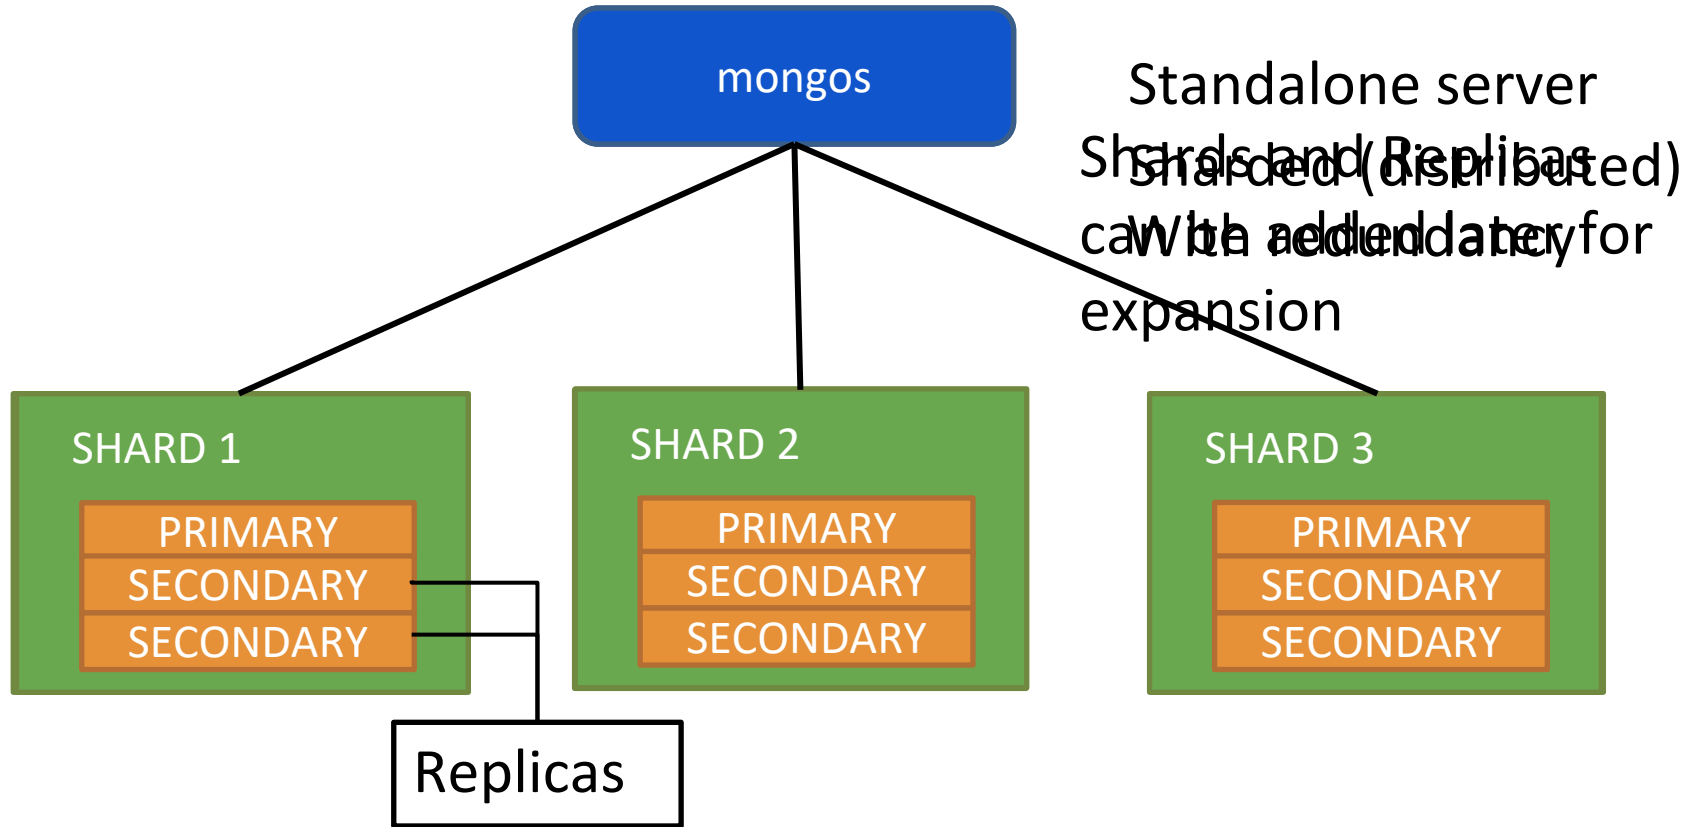 mongos
Standalone server
Sharded (distributed)
With redundancy
Shards and Replicas
can be added later for
expansion
SHARD 1
PRIMARY
SECONDARY
SECONDARY
SHARD 2
PRIMARY
SECONDARY
SECONDARY
SHARD 3
PRIMARY
SECONDARY
SECONDARY
Replicas